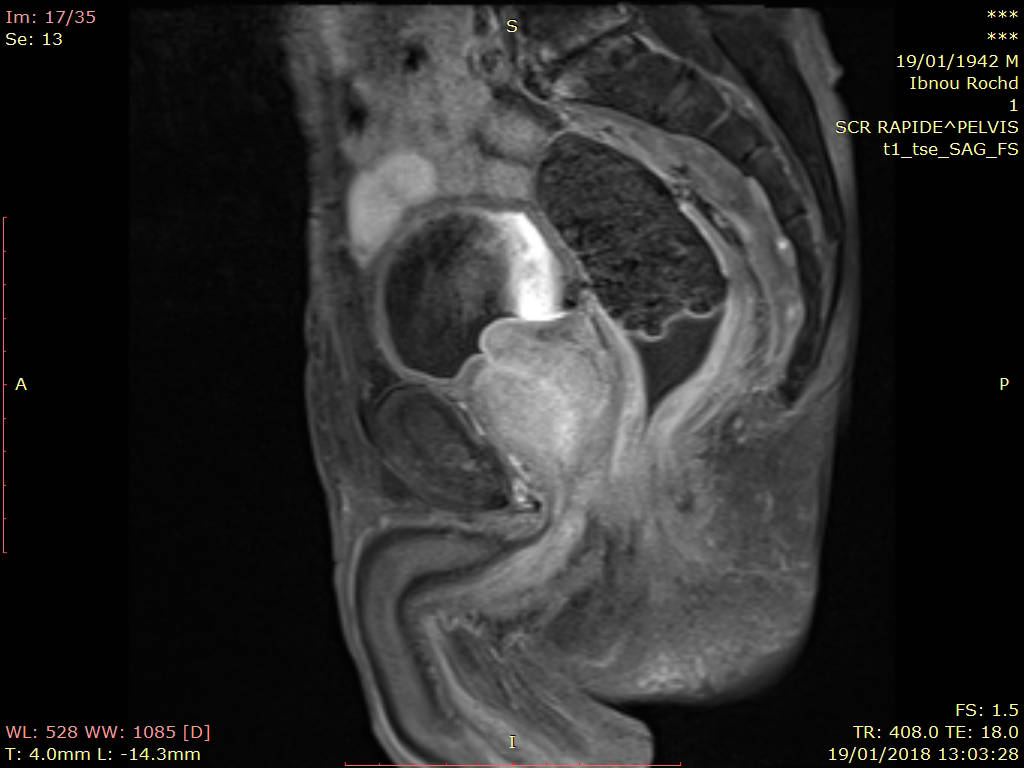 Im: 17/35
Se: 13
S
***
***
19/01/1942 M
Ibnou Rochd
1
SCR RAPIDE^PELVIS
t1_tse_SAG_FS
A
P
WL: 528 WW: 1085 [D]
T: 4.0mm L: -14.3mm
I
FS: 1.5
TR: 408.0 TE: 18.0
19/01/2018 13:03:28